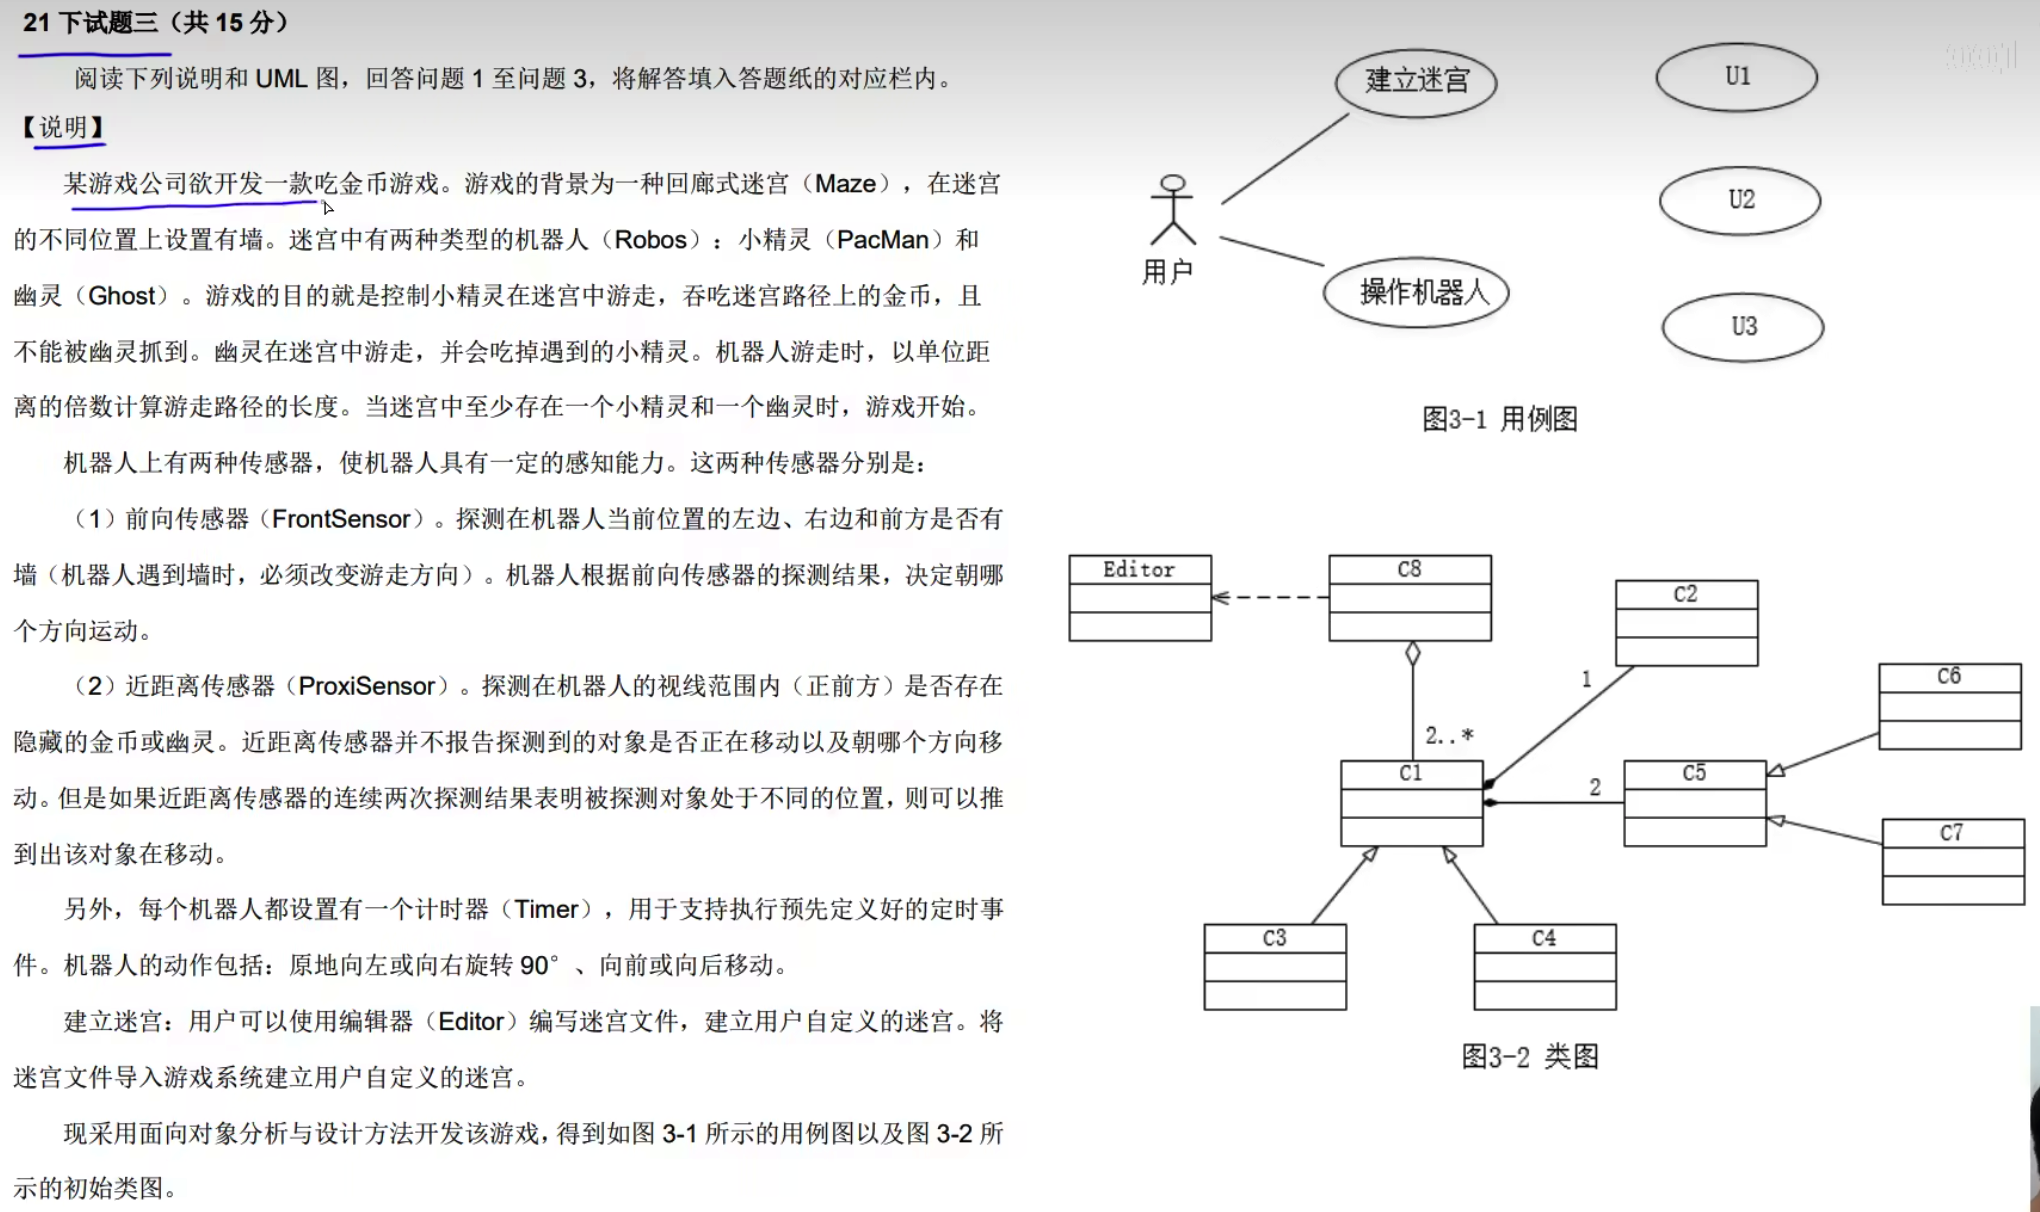 21 下试题三（共 15 分）
阅读下列说明和 UML 图，回答问题 1 至问题 3，将解答填入答题纸的对应栏内。
【说明】
某游戏公司欲开发一款吃金币游戏。游戏的背景为一种回廊式迷宫（Maze），在迷宫
的不同位置上设置有墙。迷宫中有两种类型的机器人（Robos）：小精灵（PacMan）和
幽灵（Ghost）。游戏的目的就是控制小精灵在迷宫中游走，吞吃迷宫路径上的金币，且
不能被幽灵抓到。幽灵在迷宫中游走，并会吃掉遇到的小精灵。机器人游走时，以单位距
离的倍数计算游走路径的长度。当迷宫中至少存在一个小精灵和一个幽灵时，游戏开始。
机器人上有两种传感器，使机器人具有一定的感知能力。这两种传感器分别是：
（1）前向传感器（FrontSensor）。探测在机器人当前位置的左边、右边和前方是否有
墙（机器人遇到墙时，必须改变游走方向）。机器人根据前向传感器的探测结果，决定朝哪
个方向运动。
（2）近距离传感器（ProxiSensor）。探测在机器人的视线范围内（正前方）是否存在
隐藏的金币或幽灵。近距离传感器并不报告探测到的对象是否正在移动以及朝哪个方向移
动。但是如果近距离传感器的连续两次探测结果表明被探测对象处于不同的位置，则可以推
到出该对象在移动。
另外，每个机器人都设置有一个计时器（Timer），用于支持执行预先定义好的定时事
件。机器人的动作包括：原地向左或向右旋转 90°、向前或向后移动。
建立迷宫：用户可以使用编辑器（Editor）编写迷宫文件，建立用户自定义的迷宫。将
迷宫文件导入游戏系统建立用户自定义的迷宫。
现采用面向对象分析与设计方法开发该游戏，得到如图 3-1 所示的用例图以及图 3-2 所
示的初始类图。
建立迷宫
U1
U2
用户
操作机器人
U3
图3-1 用例图
Editor
C8
C2
1
C6
2..*
C1
2
C5
C7
C3
C4
图3-2 类图